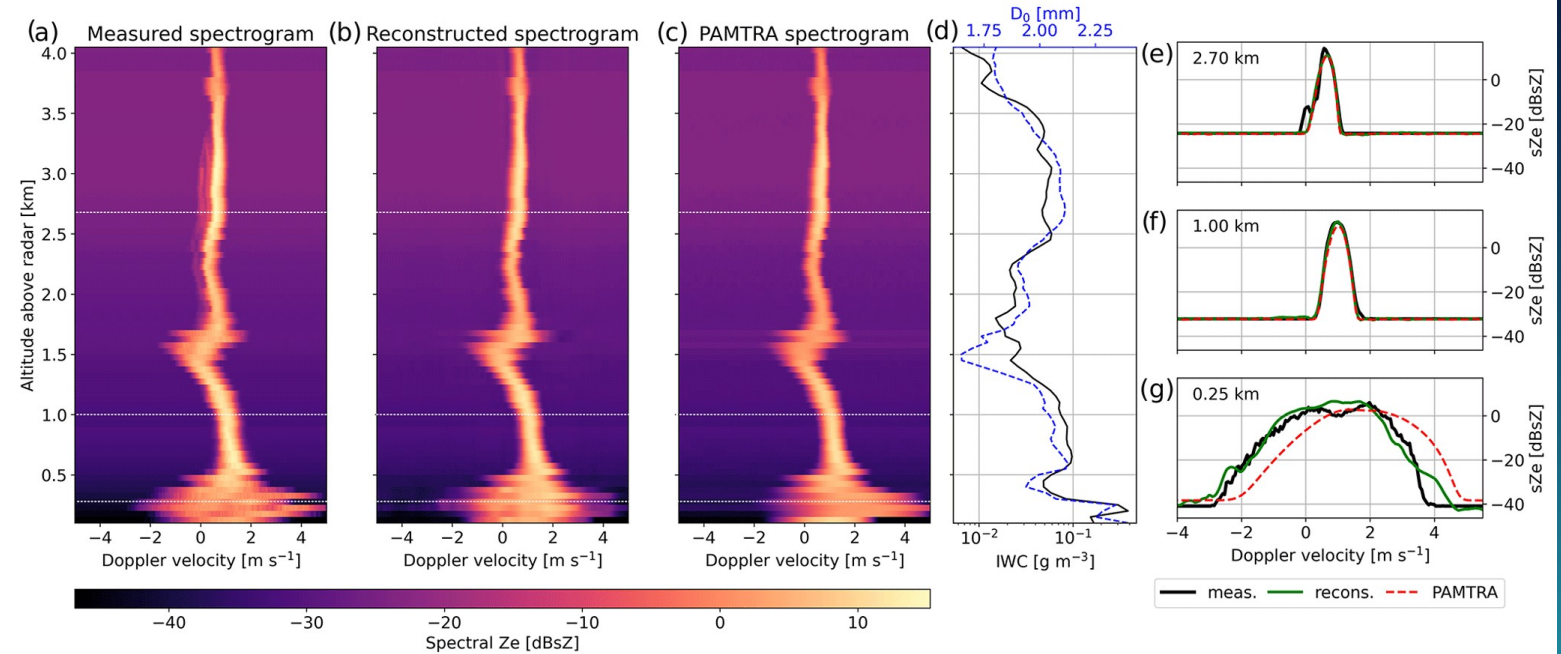 (a) Measured spectrogram
(b) Reconstructed spectrogram
(c) PAMTRA spectrogram
(d) D₀ [mm]
1.75 2.00 2.25
4.0
3.5
3.0
2.5
2.0
1.5
1.0
0.5
Altitude above radar [km]
−4 −2 0 2 4
Doppler velocity [m s⁻¹]
−4 −2 0 2 4
Doppler velocity [m s⁻¹]
−4 −2 0 2 4
Doppler velocity [m s⁻¹]
10⁻² 10⁻¹
IWC [g m⁻³]
−40 −30 −20 −10 0 10
Spectral Ze [dBsZ]
(e) 2.70 km
0
−20
−40
sZe [dBsZ]
(f) 1.00 km
0
−20
−40
sZe [dBsZ]
(g) 0.25 km
0
−20
−40
sZe [dBsZ]
−4 −2 0 2 4
Doppler velocity [m s⁻¹]
meas. recons. PAMTRA